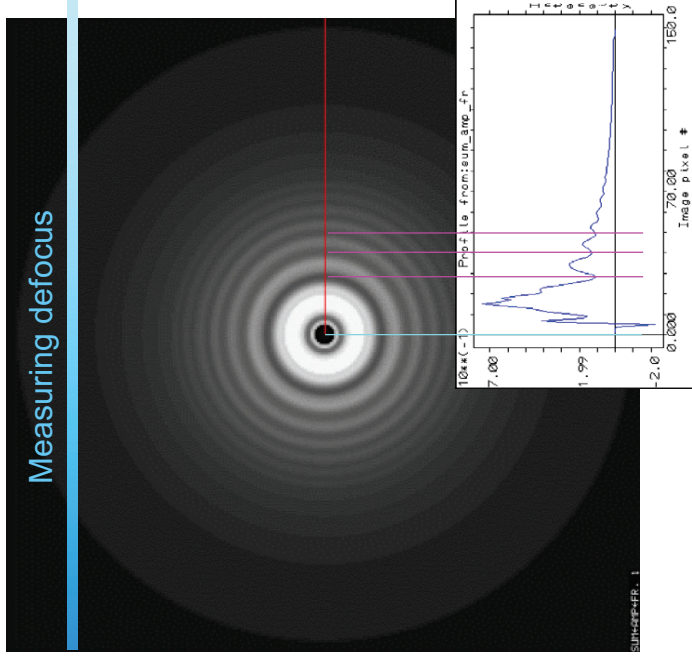 Measuring defocus
10**(-1) Profile from:sum_amp_fr
7.00
1.99
-2.0
0.000
70.00
150.0
Image pixel #
Intensity
SUM+AMP+FR. 1